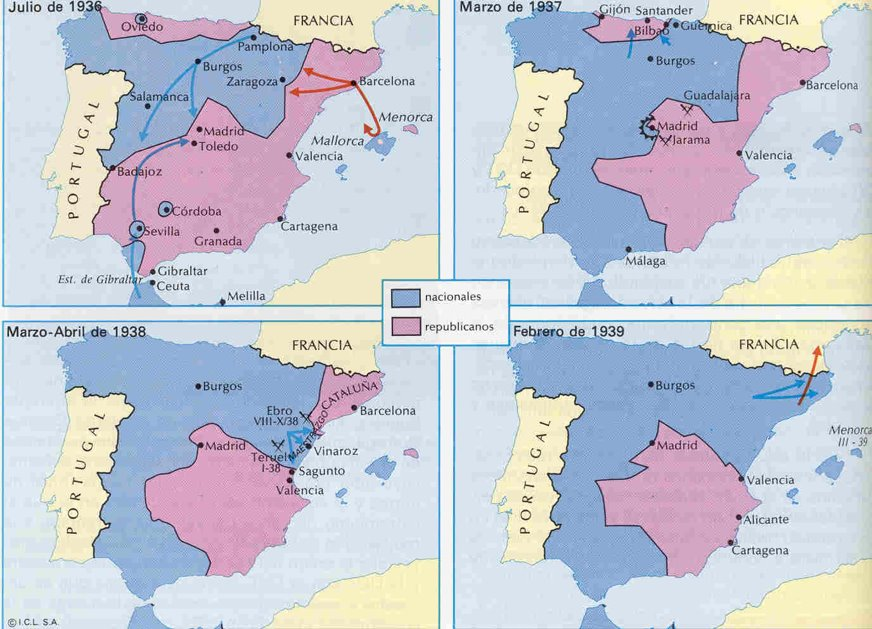 Julio de 1936
FRANCIA
Oviedo
Pamplona
Burgos
Zaragoza
Barcelona
Salamanca
Menorca
Madrid
Mallorca
Toledo
Valencia
PORTUGAL
Badajoz
Córdoba
Sevilla
Cartagena
Granada
Est. de Gibraltar
Gibraltar
Ceuta
Melilla
Marzo de 1937
Gijón
Santander
FRANCIA
Bilbao
Guernica
Burgos
Barcelona
Guadalajara
Madrid
Jarama
Valencia
PORTUGAL
Málaga
nacionales
republicanos
Marzo-Abril de 1938
FRANCIA
Burgos
CATALUÑA
Ebro
VIII-X/38
Barcelona
MAESTRAZGO
Madrid
Vinaroz
Teruel
I-38
Sagunto
Valencia
PORTUGAL
© I.C.L. S.A.
Febrero de 1939
FRANCIA
Burgos
Menorca
III - 39
Madrid
Valencia
PORTUGAL
Alicante
Cartagena